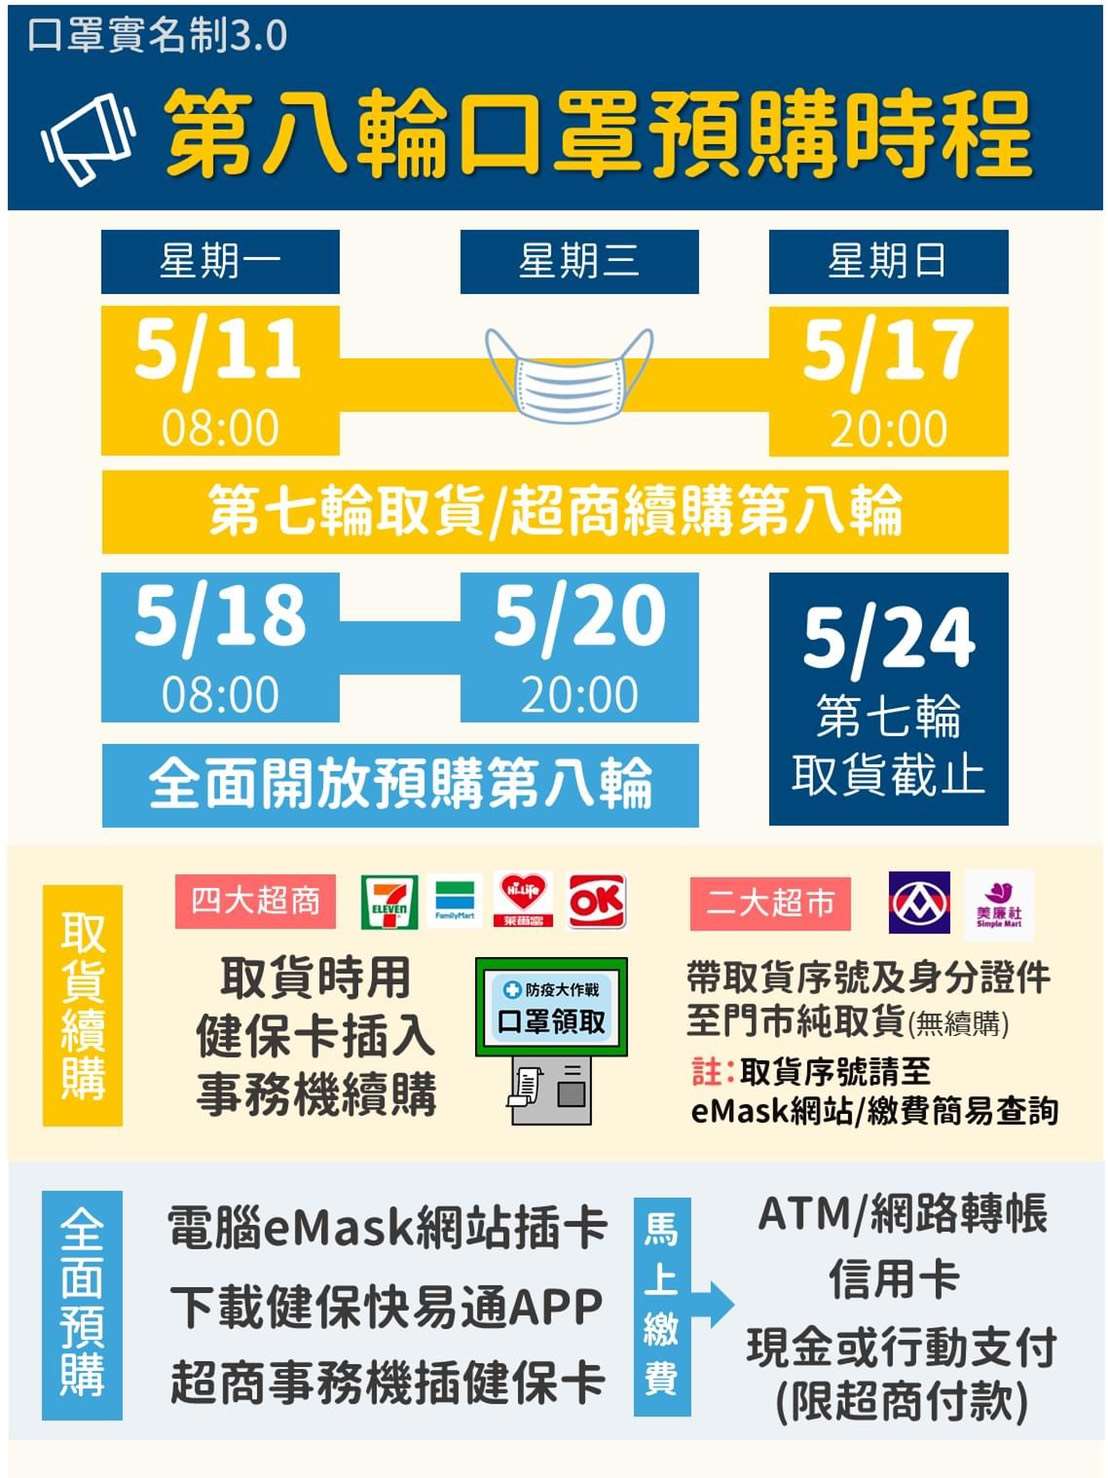 口罩實名制3.0
第八輪口罩預購時程
星期一
星期三
星期日
5/11
08:00
5/17
20:00
第七輪取貨/超商續購第八輪
5/18
08:00
5/20
20:00
全面開放預購第八輪
5/24
第七輪
取貨截止
取貨續購
四大超商
7
ELEVEn
FamilyMart
Hi-Life
萊爾富
OK
取貨時用
健保卡插入
事務機續購
防疫大作戰
口罩領取
二大超市
美廉社
Simple Mart
帶取貨序號及身分證件
至門市純取貨(無續購)
註:取貨序號請至
eMask網站/繳費簡易查詢
全面預購
電腦eMask網站插卡
下載健保快易通APP
超商事務機插健保卡
馬上繳費
ATM/網路轉帳
信用卡
現金或行動支付
(限超商付款)